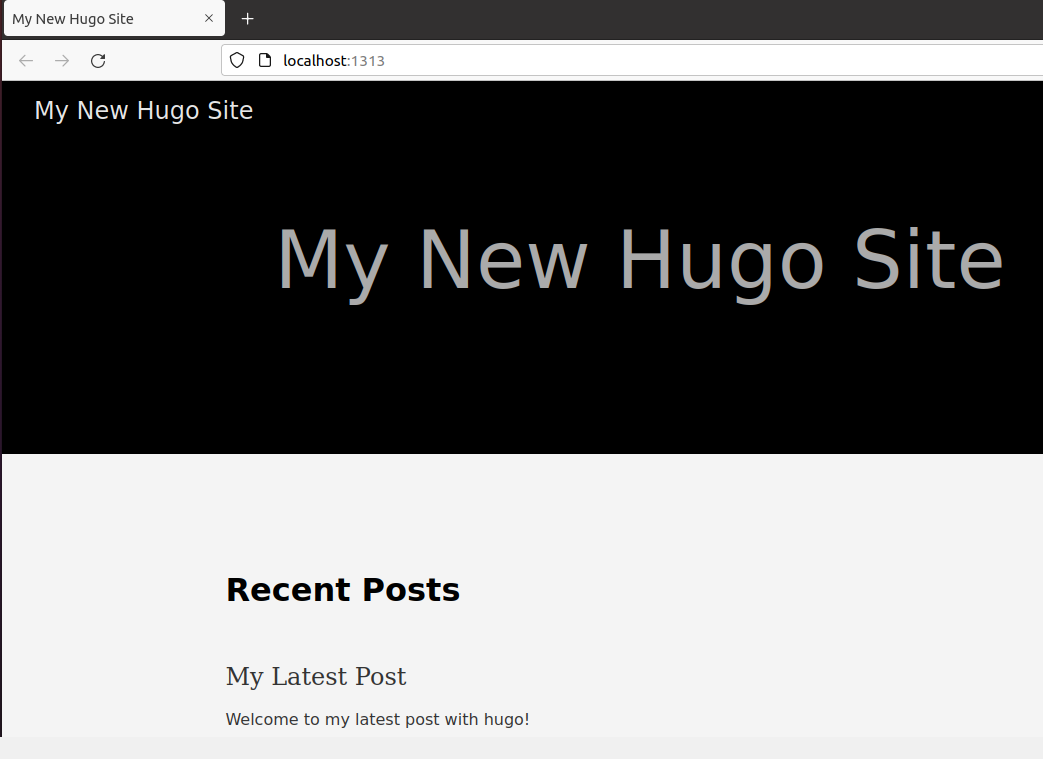 My New Hugo Site
localhost:1313
My New Hugo Site
My New Hugo Site
Recent Posts
My Latest Post
Welcome to my latest post with hugo!